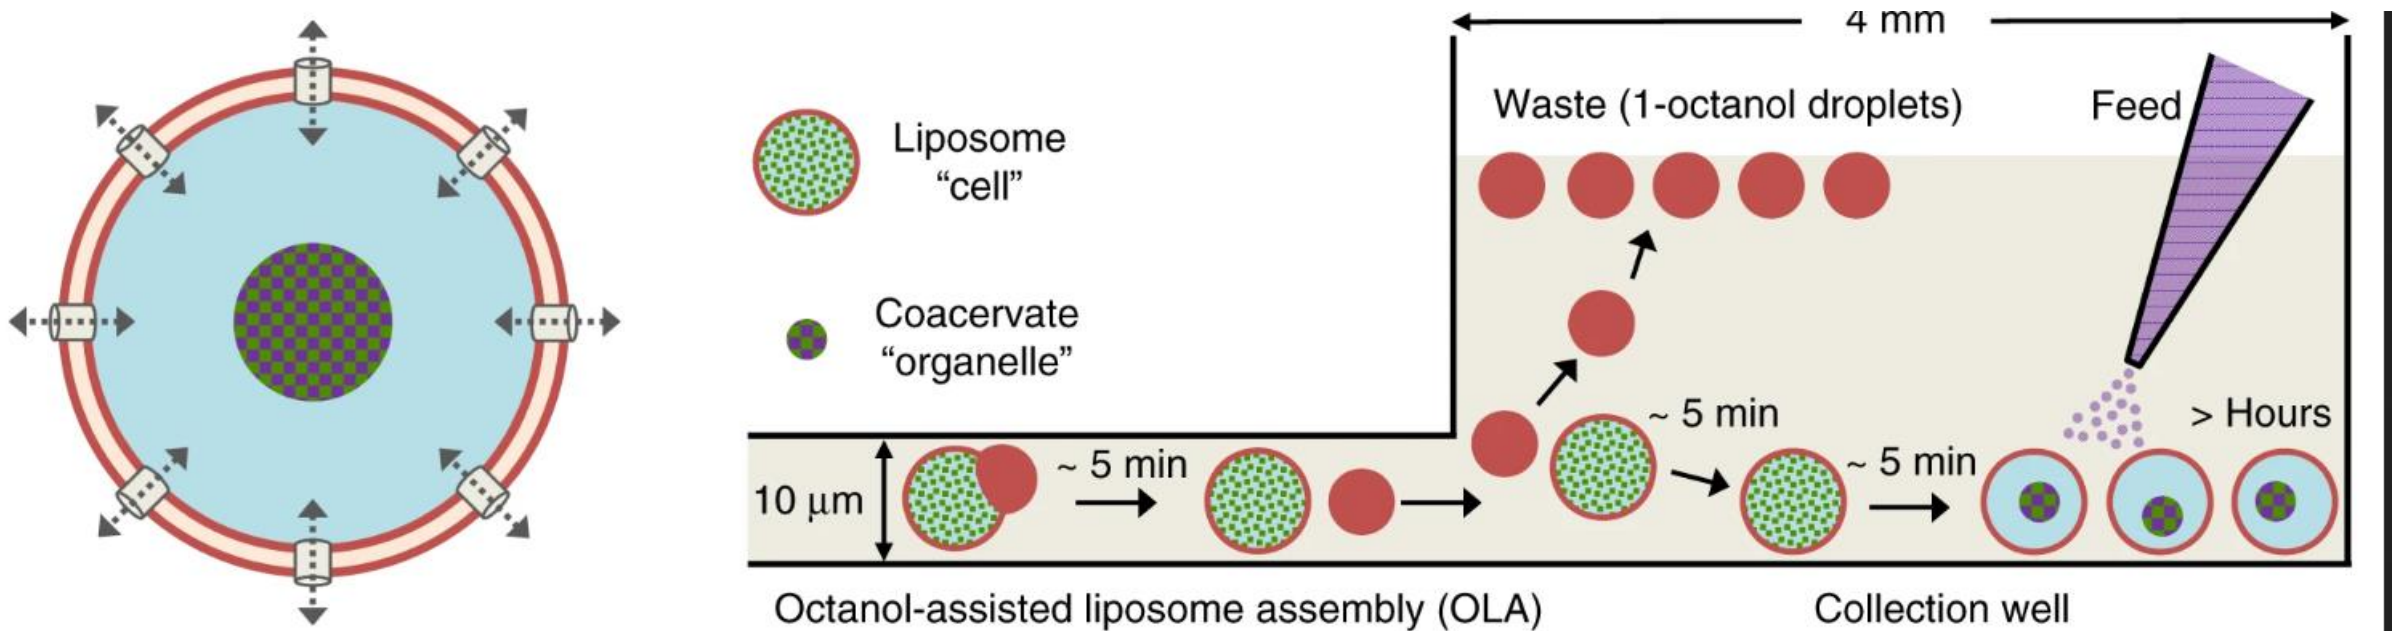 4 mm
Waste (1-octanol droplets)
Feed
Liposome
“cell”
Coacervate
“organelle”
~ 5 min
> Hours
~ 5 min
~ 5 min
10 μm
Octanol-assisted liposome assembly (OLA)
Collection well